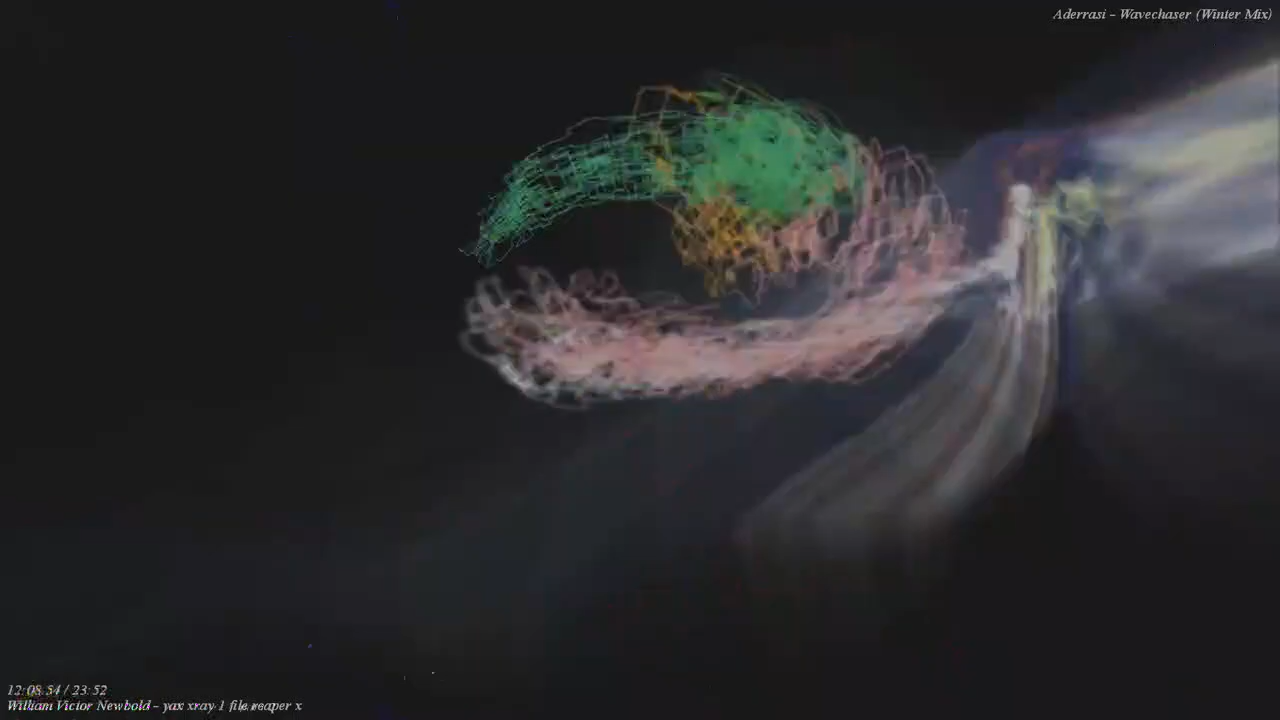 Aderrasi - Wavechaser (Winter Mix)
12:08.54 / 23:52
William Victor Newbold - yax xray 1 file reaper x